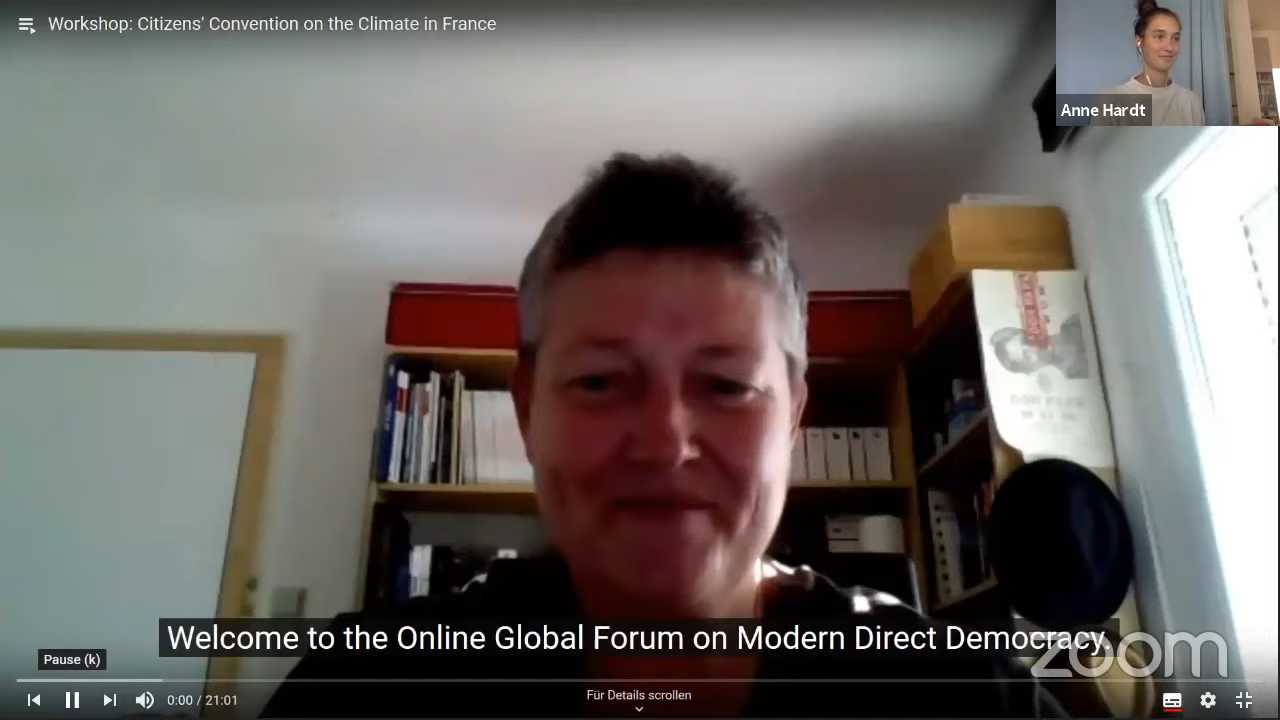 Workshop: Citizens' Convention on the Climate in France
Anne Hardt
Welcome to the Online Global Forum on Modern Direct Democracy.
zoom
Pause (k)
0:00 / 21:01
Für Details scrollen